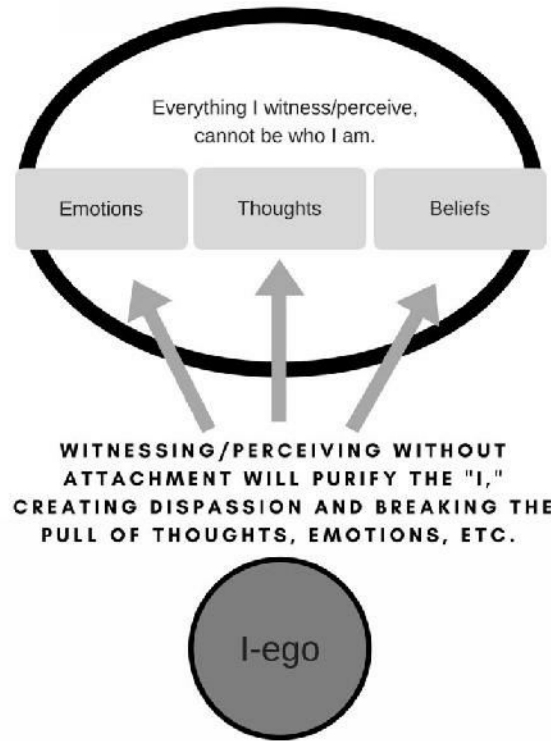 Everything I witness/perceive,
cannot be who I am.
Emotions
Thoughts
Beliefs
WITNESSING/PERCEIVING WITHOUT
ATTACHMENT WILL PURIFY THE "I,"
CREATING DISPASSION AND BREAKING THE
PULL OF THOUGHTS, EMOTIONS, ETC.
I-ego